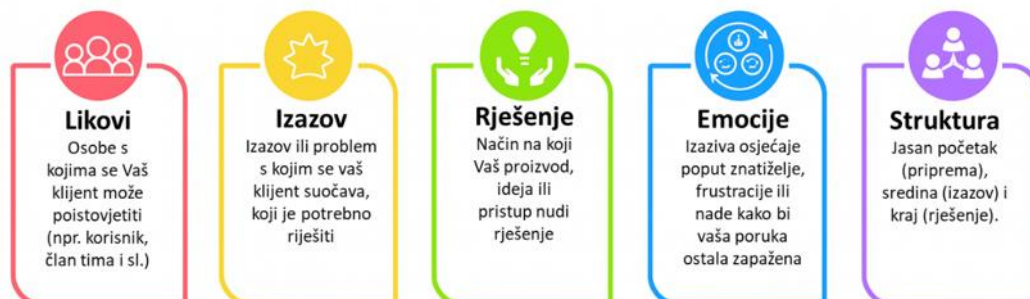 Likovi
Osobe s
kojima se Vaš
klijent može
poistovjetiti
(npr. korisnik,
član tima i sl.)
Izazov
Izazov ili problem
s kojim se vaš
klijent suočava,
koji je potrebno
riješiti
Rješenje
Način na koji
Vaš proizvod,
ideja ili
pristup nudi
rješenje
Emocije
Izaziva osjećaje
poput znatiželje,
frustracije ili
nade kako bi
vaša poruka
ostala zapažena
Struktura
Jasan početak
(priprema),
sredina (izazov) i
kraj (rješenje).